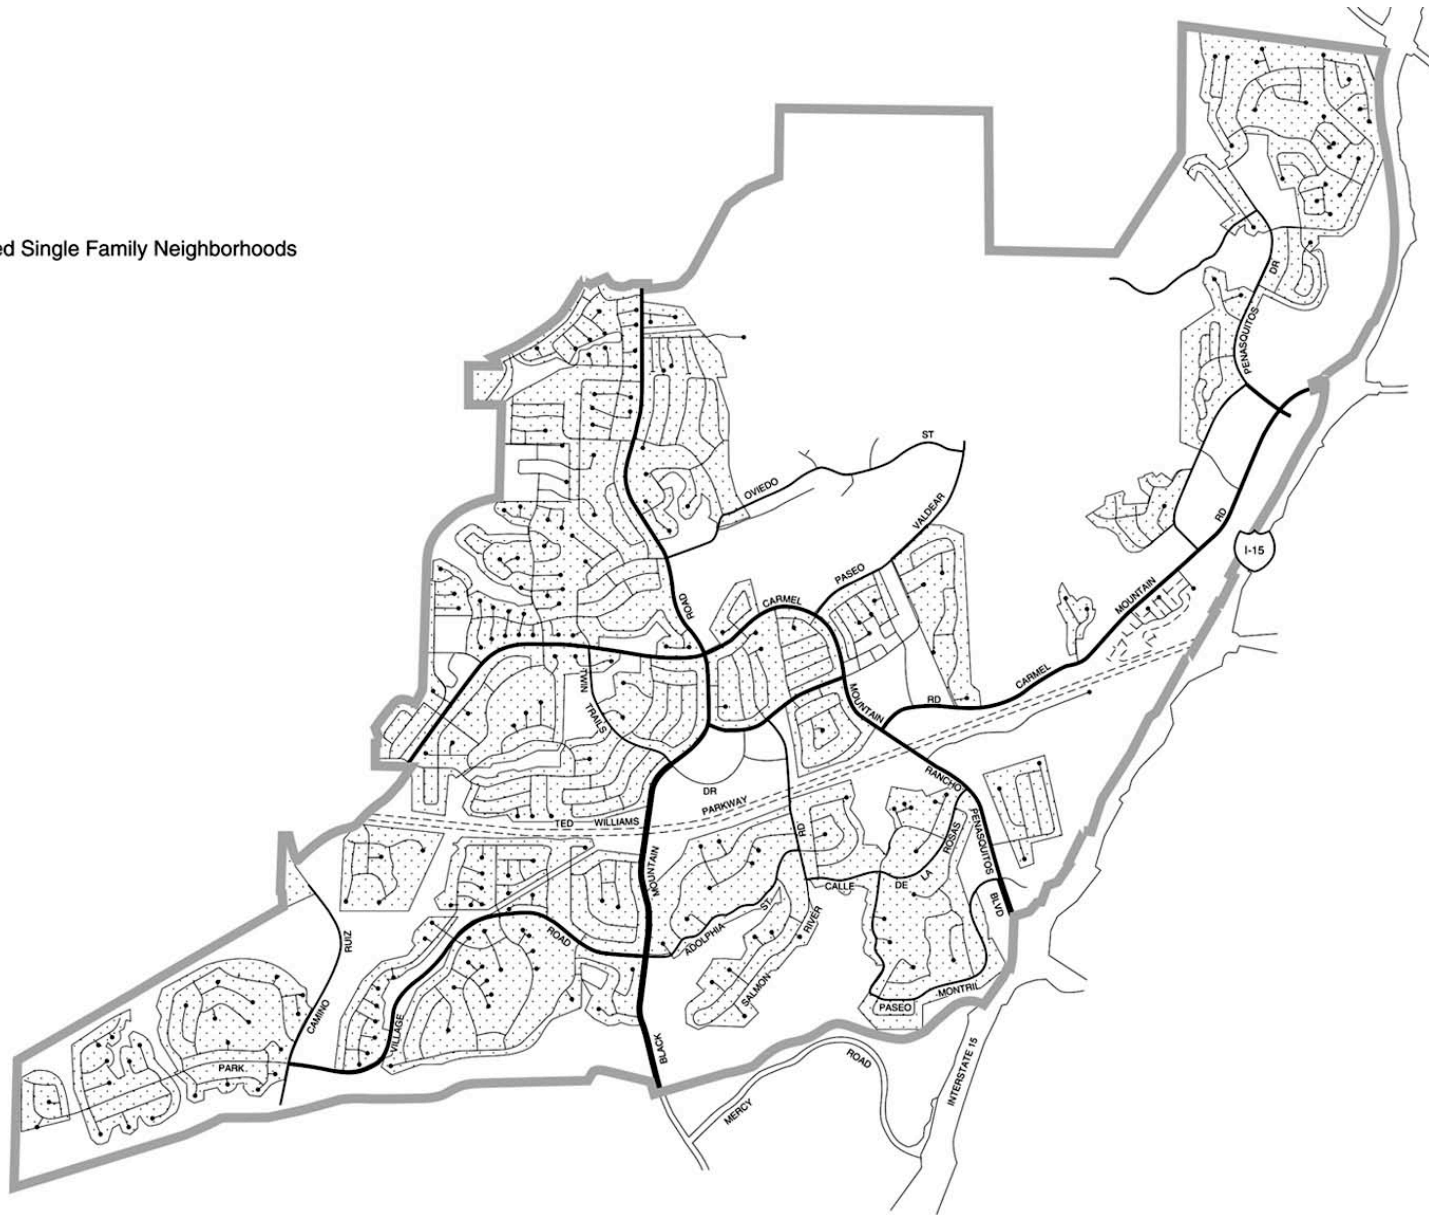 ed Single Family Neighborhoods
DR
PENASQUITOS
ST
OVIEDO
VALDEAR
RD
I-15
PASEO
MOUNTAIN
CARMEL
ROAD
CARMEL
TWIN
TRAILS
MOUNTAIN
RD
DR
RANCHO
PARKWAY
TED WILLIAMS
PENASQUITOS
RD
ROSAS
MOUNTAIN
CALLE DE LA
BLVD
ST.
RIVER
ROAD
ADOLPHIA
RUIZ
SALMON
MONTRIL
PASEO
CAMINO
VILLAGE
BLACK
ROAD
PARK
INTERSTATE 15
MERCY